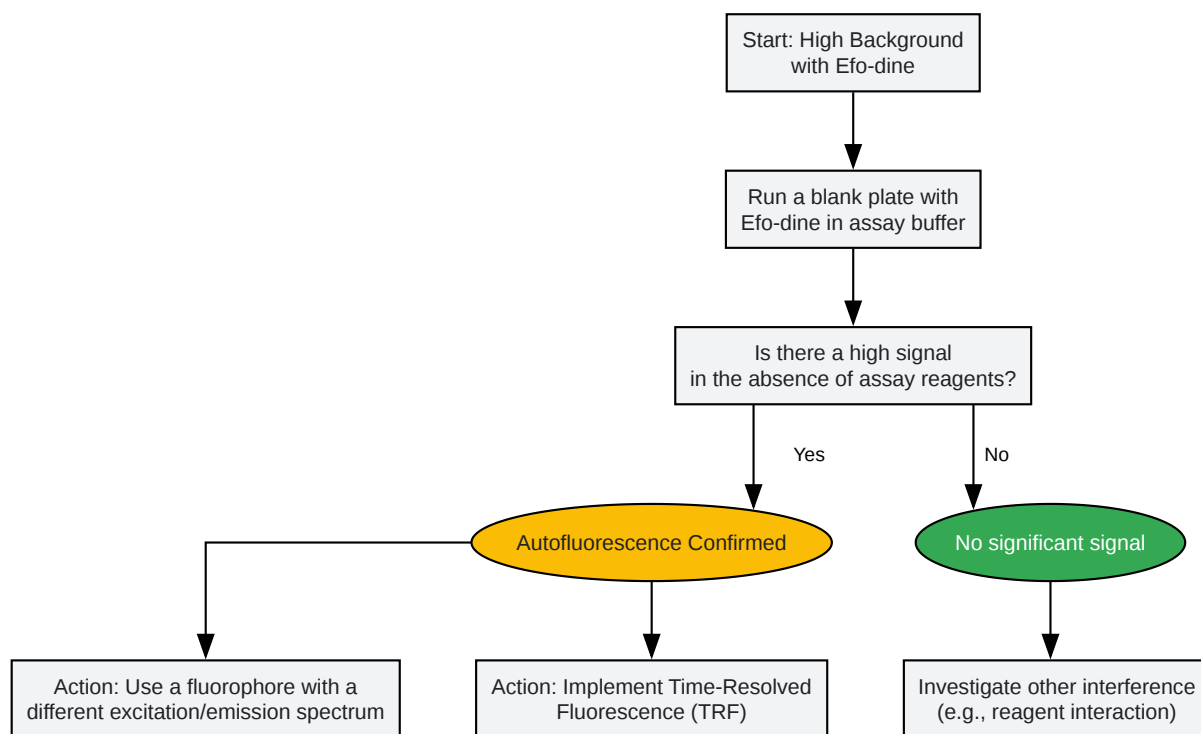 Start: High Background
with Efo-dine
Run a blank plate with
Efo-dine in assay buffer
Is there a high signal
in the absence of assay reagents?
Yes
No
Autofluorescence Confirmed
No significant signal
Action: Use a fluorophore with a
different excitation/emission spectrum
Action: Implement Time-Resolved
Fluorescence (TRF)
Investigate other interference
(e.g., reagent interaction)